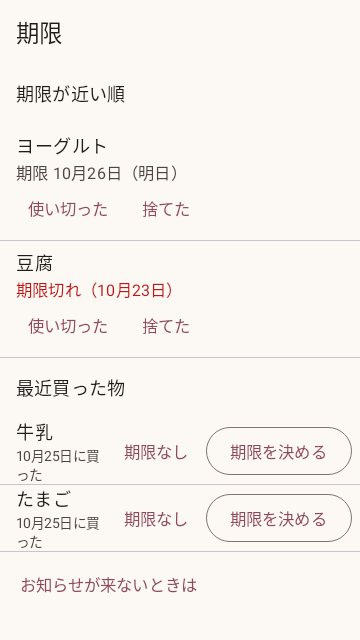 期限
期限が近い順
ヨーグルト
期限 10月26日（明日）
使い切った 捨てた
豆腐
期限切れ（10月23日）
使い切った 捨てた
最近買った物
牛乳
10月25日に買
った
期限なし 期限を決める
たまご
10月25日に買
った
期限なし 期限を決める
お知らせが来ないときは